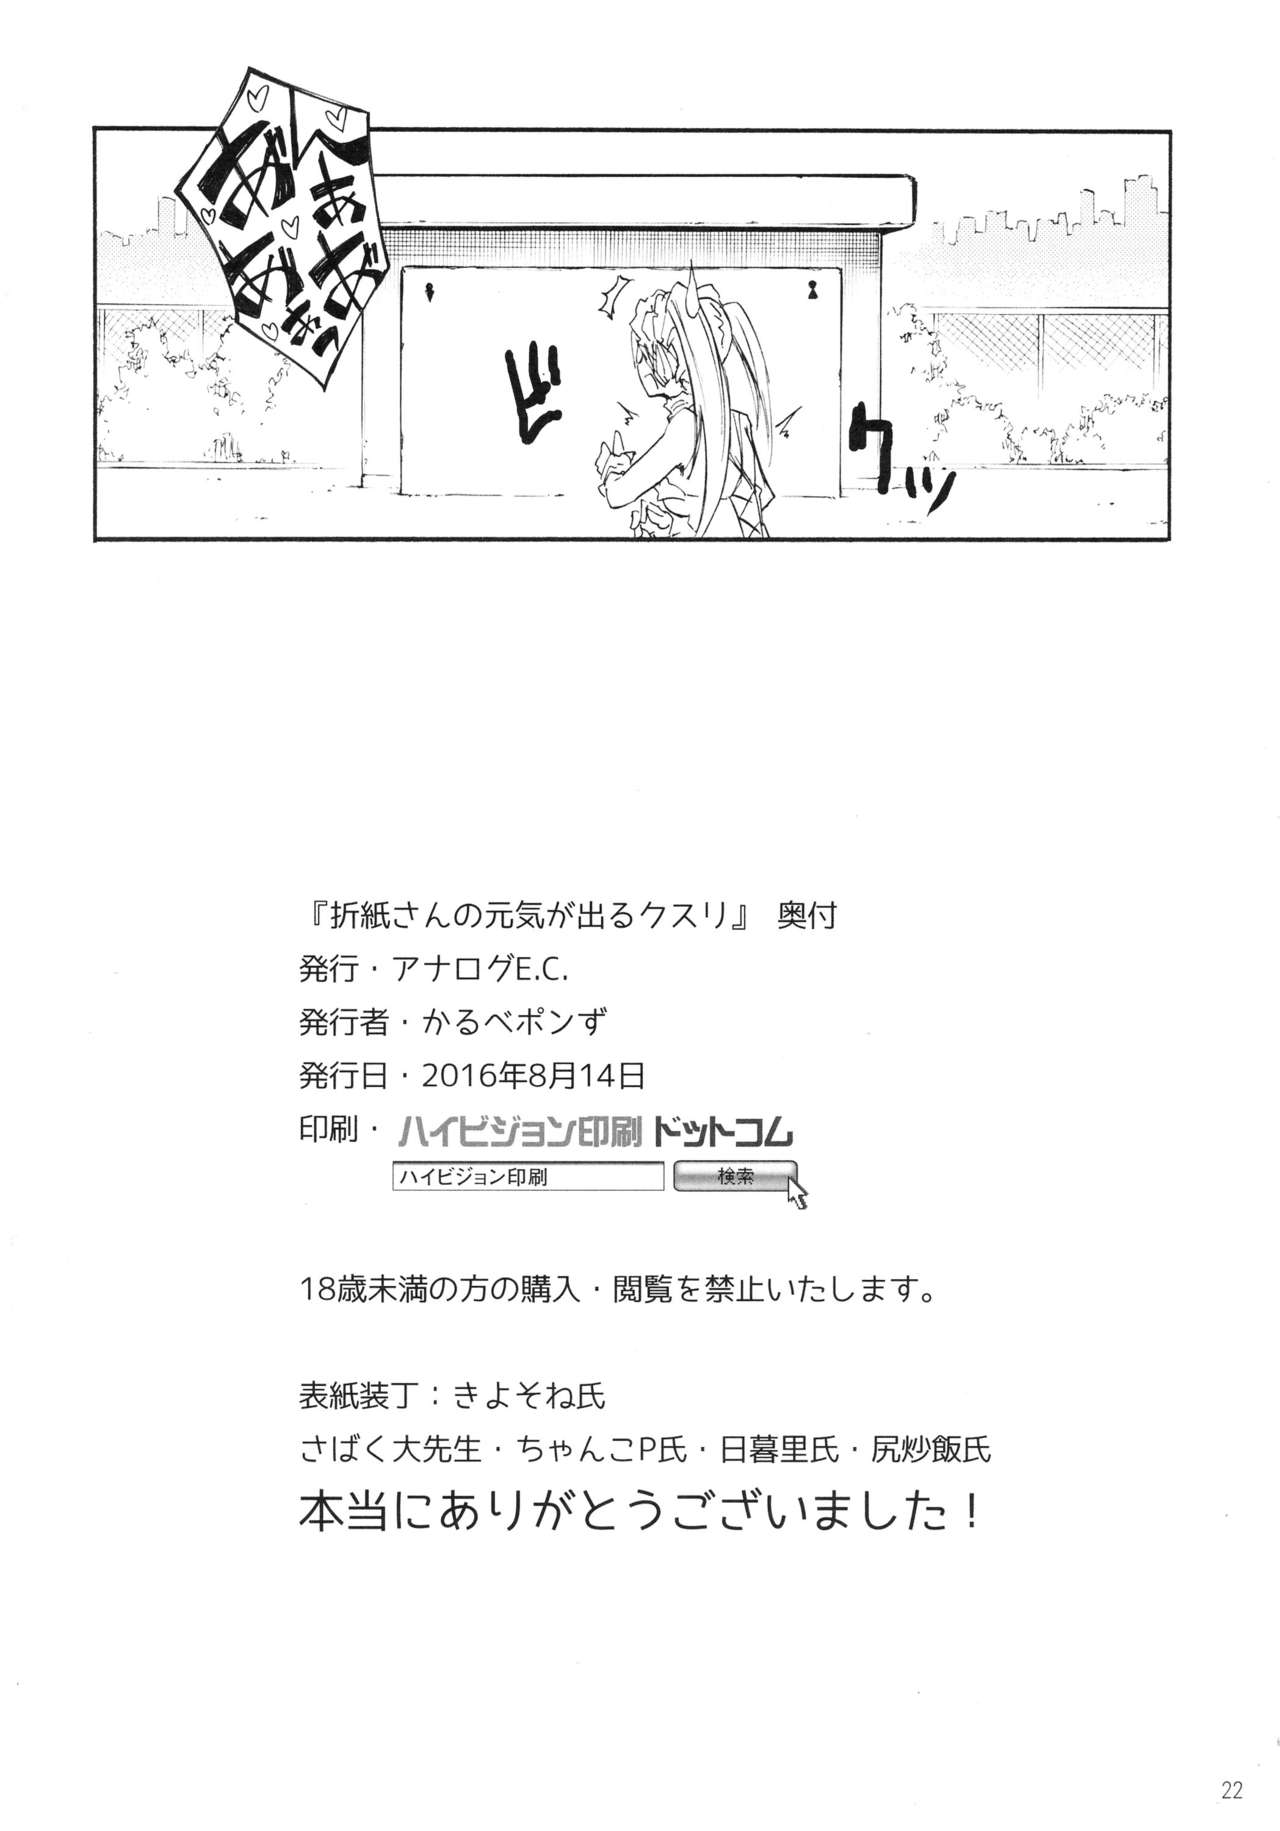 あぁああぁぁ
ビク
クッ
『折紙さんの元気が出るクスリ』 奥付
発行・アナログE.C.
発行者・かるべポンず
発行日・2016年8月14日
印刷・ハイビジョン印刷 ドットコム
ハイビジョン印刷 検索
18歳未満の方の購入・閲覧を禁止いたします。
表紙装丁：きよそね氏
さばく大先生・ちゃんこP氏・日暮里氏・尻炒飯氏
本当にありがとうございました！
22